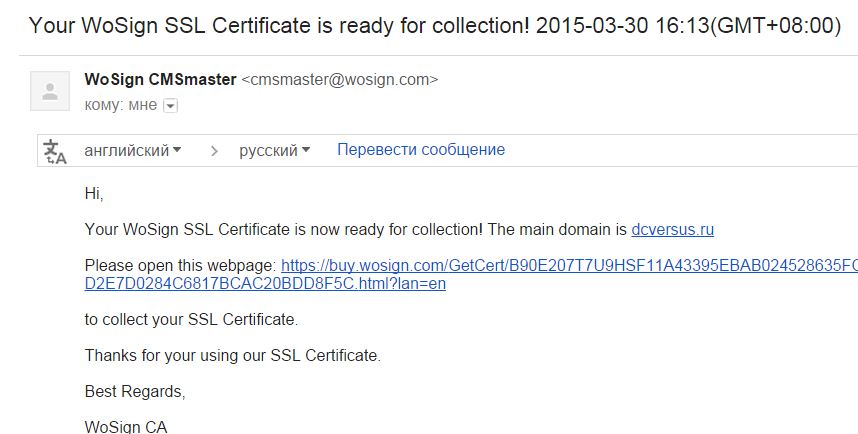 Your WoSign SSL Certificate is ready for collection! 2015-03-30 16:13(GMT+08:00)
WoSign CMSmaster <cmsmaster@wosign.com>
кому: мне
английский русский Перевести сообщение
Hi,
Your WoSign SSL Certificate is now ready for collection! The main domain is dcversus.ru
Please open this webpage: https://buy.wosign.com/GetCert/B90E207T7U9HSF11A43395EBAB024528635FC
D2E7D0284C6817BCAC20BDD8F5C.html?lan=en
to collect your SSL Certificate.
Thanks for your using our SSL Certificate.
Best Regards,
WoSign CA